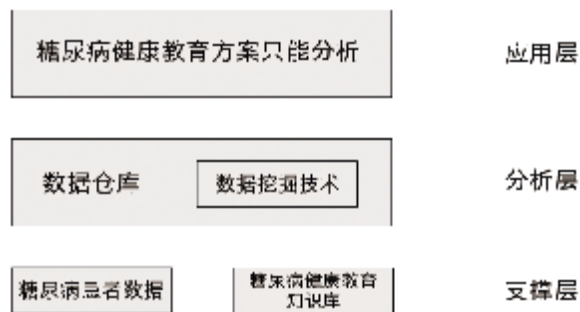 糖尿病健康教育方案只能分析
应用层
数据仓库
数据挖掘技术
分析层
糖尿病患者数据
糖尿病健康教育
知识库
支撑层